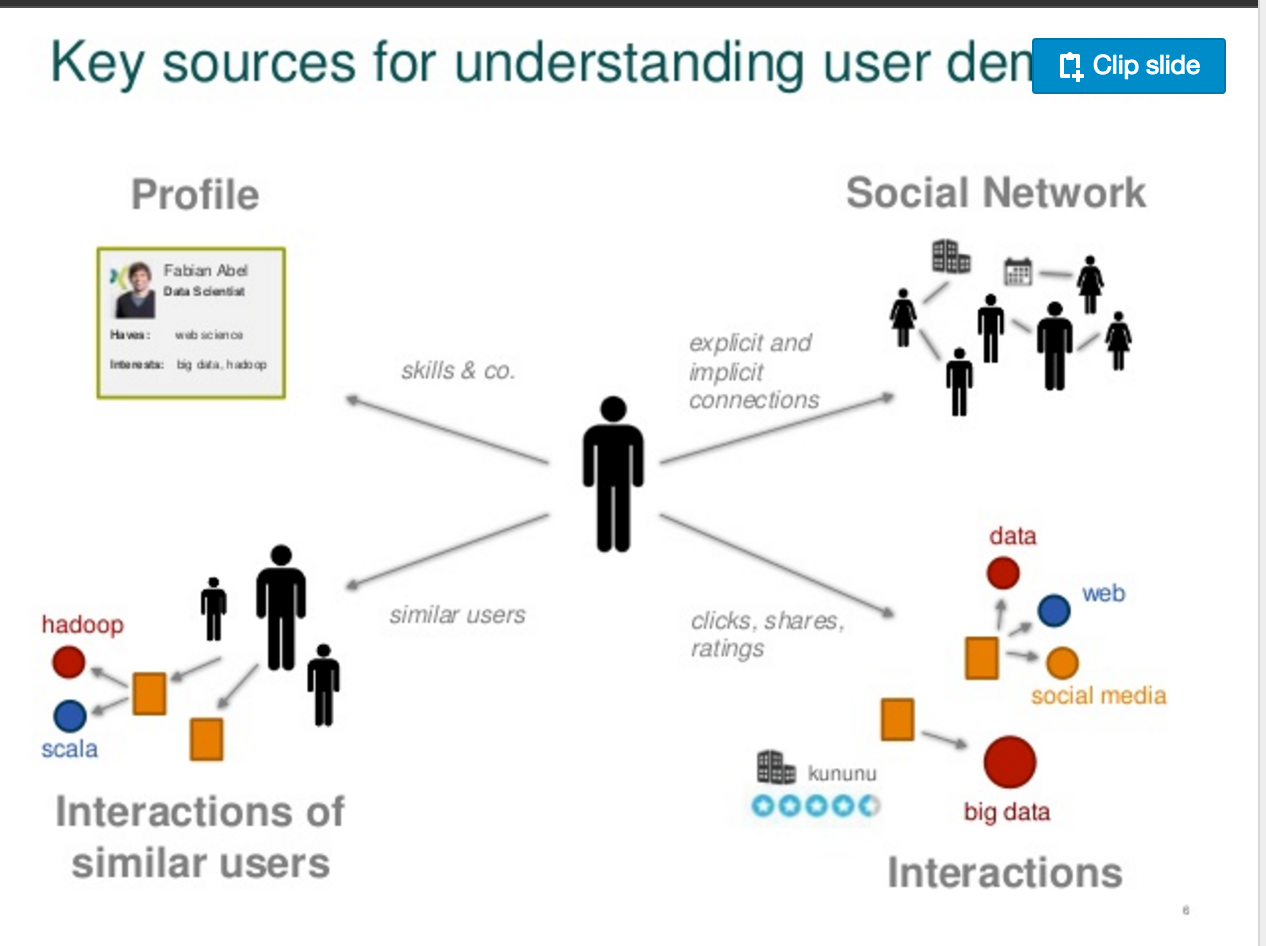 Key sources for understanding user den
Clip slide
Profile
Social Network
Fabian Abel
Data Scientist
Haves: web science
Interests: big data, hadoop
skills & co.
explicit and
implicit
connections
similar users
clicks, shares,
ratings
hadoop
scala
Interactions of
similar users
data
web
social media
kununu
big data
Interactions
6